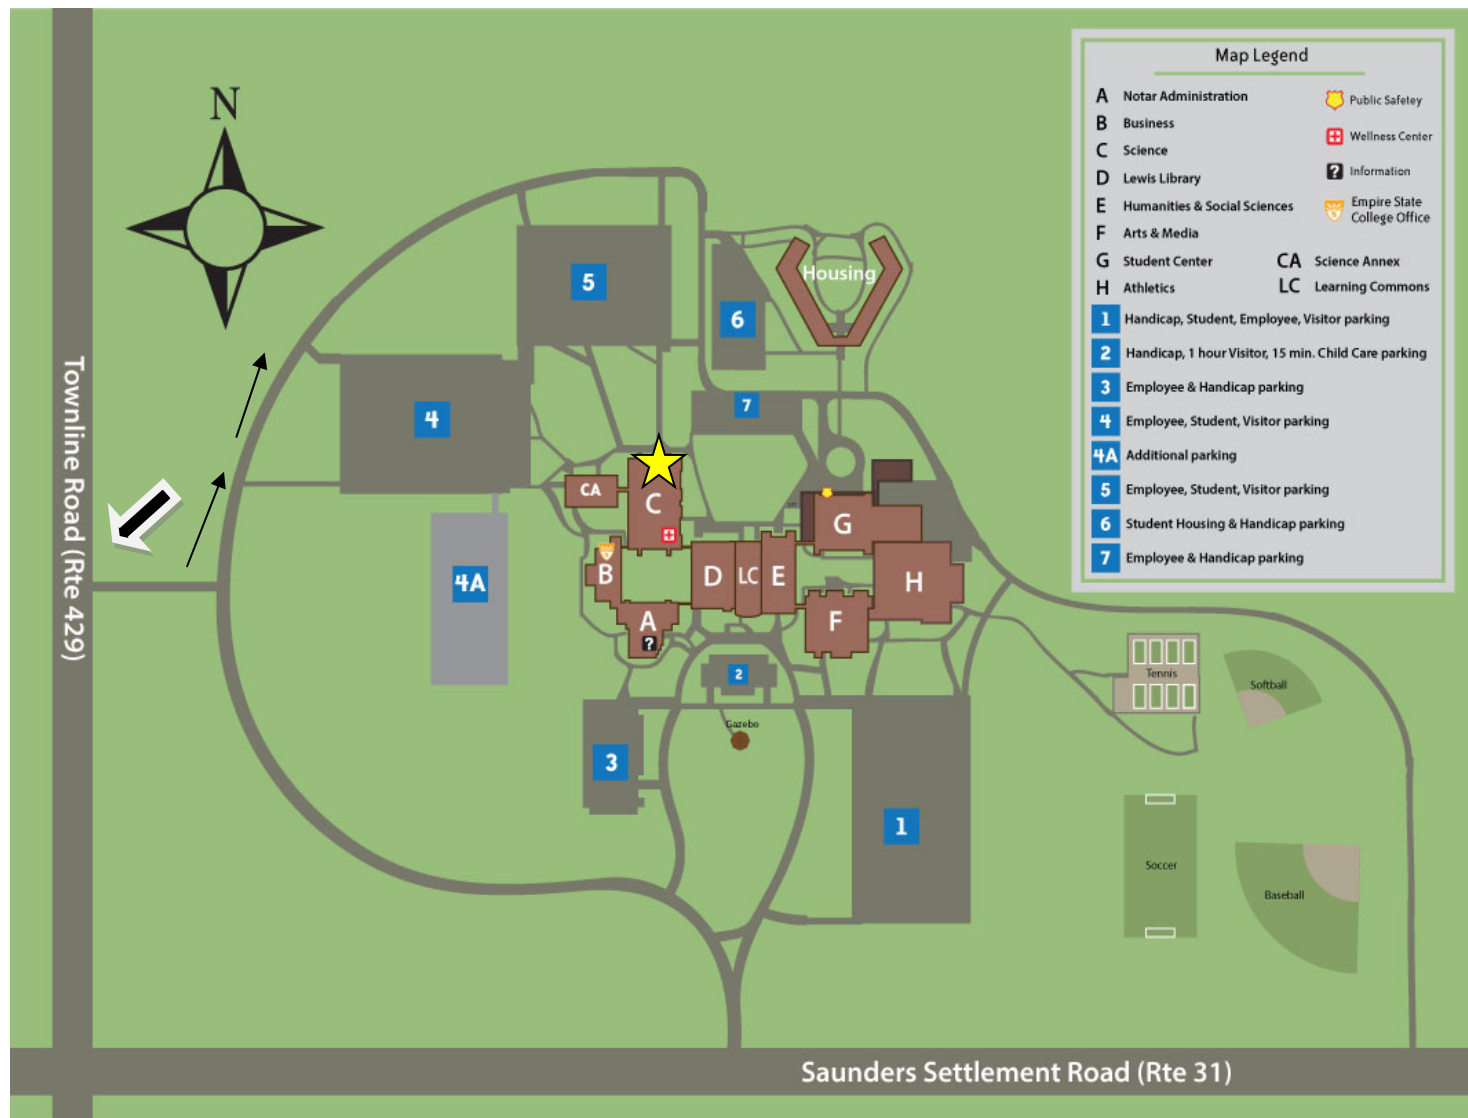 N
Map Legend
A Notar Administration
B Business
C Science
D Lewis Library
E Humanities & Social Sciences
F Arts & Media
G Student Center
H Athletics
Public Safetey
Wellness Center
? Information
Empire State
College Office
CA Science Annex
LC Learning Commons
1 Handicap, Student, Employee, Visitor parking
2 Handicap, 1 hour Visitor, 15 min. Child Care parking
3 Employee & Handicap parking
4 Employee, Student, Visitor parking
4A Additional parking
5 Employee, Student, Visitor parking
6 Student Housing & Handicap parking
7 Employee & Handicap parking
Housing
5
6
7
4
CA
C
G
4A
B
D
LC
E
H
A
?
F
2
Gazebo
3
1
Tennis
Softball
Soccer
Baseball
Townline Road (Rte 429)
Saunders Settlement Road (Rte 31)